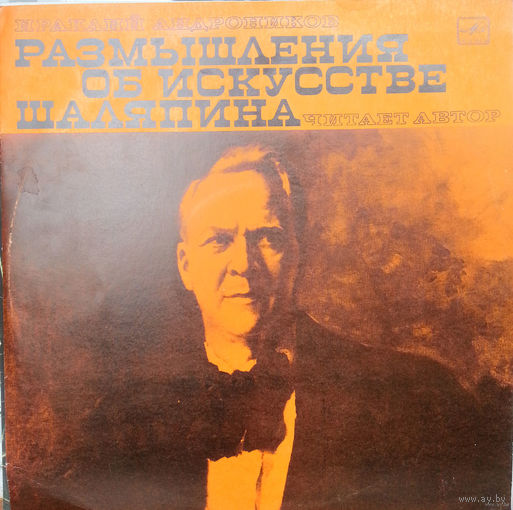 ИРАКЛИЙ АНДРОНИКОВ
РАЗМЫШЛЕНИЯ
ОБ ИСКУССТВЕ
ШАЛЯПИНА ЧИТАЕТ АВТОР
www.ay.by